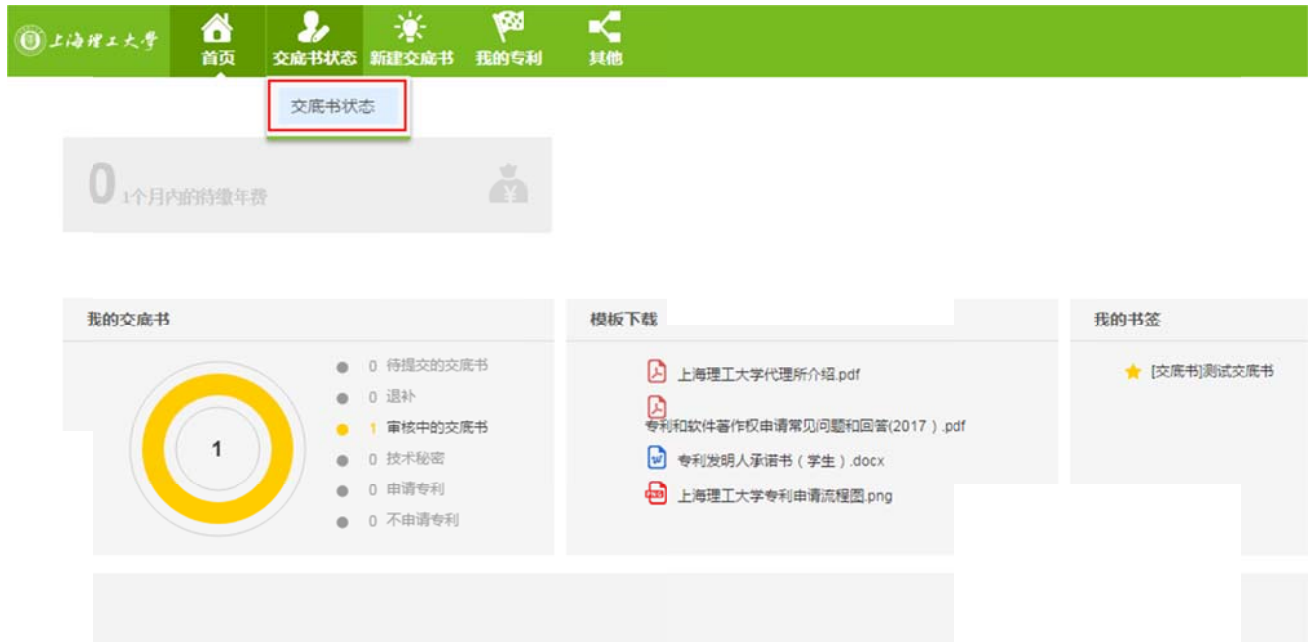 上海理工大学
首页 交底书状态 新建交底书 我的专利 其他
交底书状态
0 1个月内的待缴年费
我的交底书
1
0 待提交的交底书
0 退补
1 审核中的交底书
0 技术秘密
0 申请专利
0 不申请专利
模板下载
上海理工大学代理所介绍.pdf
专利和软件著作权申请常见问题和回答(2017）.pdf
专利发明人承诺书（学生）.docx
上海理工大学专利申请流程图.png
我的书签
[交底书]测试交底书